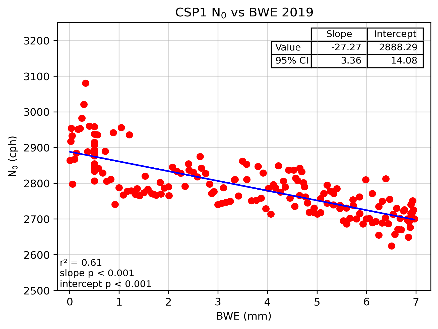 CSP1 N₀ vs BWE 2019
Slope Intercept
Value -27.27 2888.29
95% CI 3.36 14.08
N₀ (cph)
3200
3100
3000
2900
2800
2700
2600
2500
r² = 0.61
slope p < 0.001
intercept p < 0.001
0 1 2 3 4 5 6 7
BWE (mm)